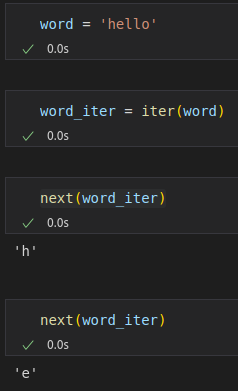 word = 'hello'
0.0s
word_iter = iter(word)
0.0s
next(word_iter)
0.0s
'h'
next(word_iter)
0.0s
'e'